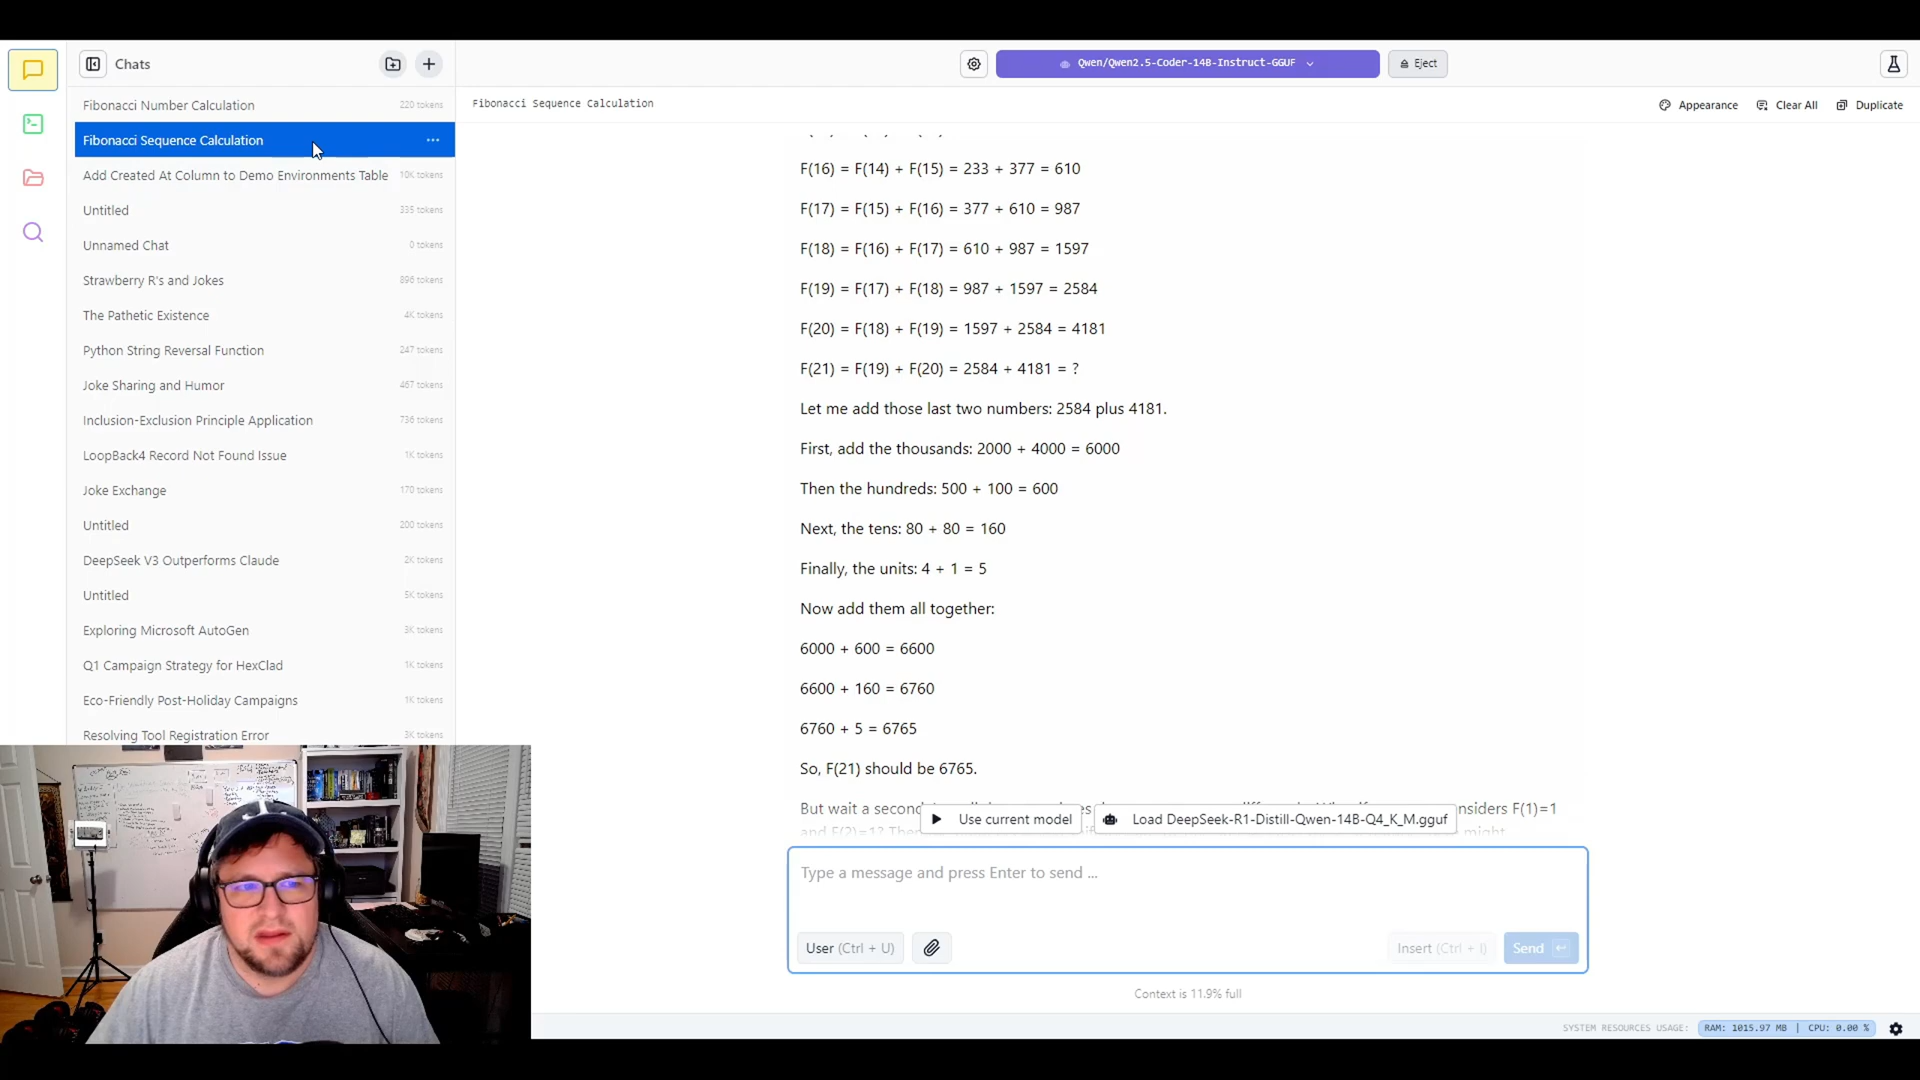 Chats
Qwen/Qwen2.5-Coder-14B-Instruct-GGUF
Eject
Fibonacci Number Calculation 220 tokens
Fibonacci Sequence Calculation
Add Created At Column to Demo Environments Table 10K tokens
Untitled 335 tokens
Unnamed Chat 0 tokens
Strawberry R's and Jokes 896 tokens
The Pathetic Existence 4K tokens
Python String Reversal Function 247 tokens
Joke Sharing and Humor 467 tokens
Inclusion-Exclusion Principle Application 736 tokens
LoopBack4 Record Not Found Issue 1K tokens
Joke Exchange 170 tokens
Untitled 200 tokens
DeepSeek V3 Outperforms Claude 2K tokens
Untitled 5K tokens
Exploring Microsoft AutoGen 3K tokens
Q1 Campaign Strategy for HexClad 1K tokens
Eco-Friendly Post-Holiday Campaigns 1K tokens
Resolving Tool Registration Error 3K tokens
Fibonacci Sequence Calculation
Appearance Clear All Duplicate
F(16) = F(14) + F(15) = 233 + 377 = 610
F(17) = F(15) + F(16) = 377 + 610 = 987
F(18) = F(16) + F(17) = 610 + 987 = 1597
F(19) = F(17) + F(18) = 987 + 1597 = 2584
F(20) = F(18) + F(19) = 1597 + 2584 = 4181
F(21) = F(19) + F(20) = 2584 + 4181 = ?
Let me add those last two numbers: 2584 plus 4181.
First, add the thousands: 2000 + 4000 = 6000
Then the hundreds: 500 + 100 = 600
Next, the tens: 80 + 80 = 160
Finally, the units: 4 + 1 = 5
Now add them all together:
6000 + 600 = 6600
6600 + 160 = 6760
6760 + 5 = 6765
So, F(21) should be 6765.
But wait a second F(1)=1
and F(2)=1? might
Use current model
Load DeepSeek-R1-Distill-Qwen-14B-Q4_K_M.gguf
Type a message and press Enter to send ...
User (Ctrl + U)
Insert (Ctrl + I)
Send
Context is 11.9% full
SYSTEM RESOURCES USAGE: RAM: 1015.97 MB | CPU: 0.00 %